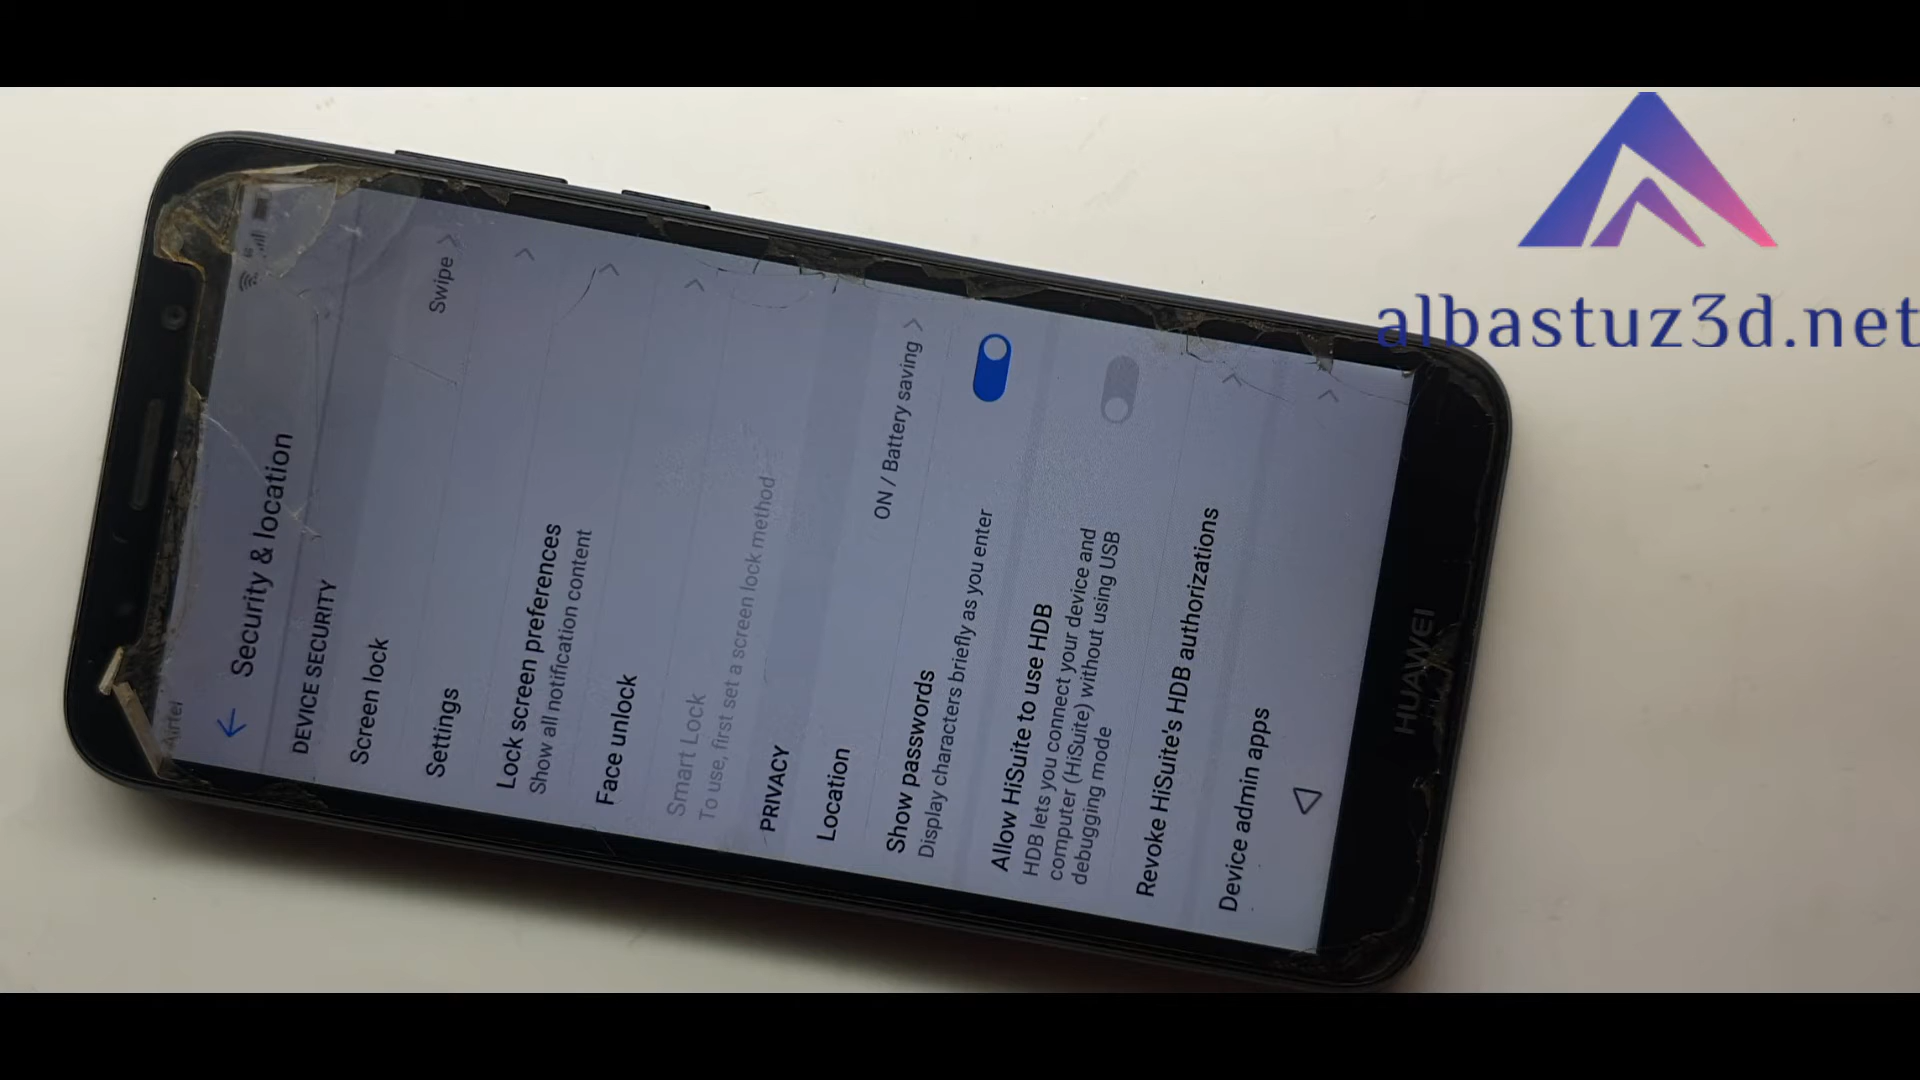 Airtel
Security & location
DEVICE SECURITY
Screen lock
Swipe
Settings
Lock screen preferences
Show all notification content
Face unlock
Smart Lock
To use, first set a screen lock method
PRIVACY
Location
ON / Battery saving
Show passwords
Display characters briefly as you enter
Allow HiSuite to use HDB
HDB lets you connect your device and
computer (HiSuite) without using USB
debugging mode
Revoke HiSuite's HDB authorizations
Device admin apps
HUAWEI
albastuz3d.net